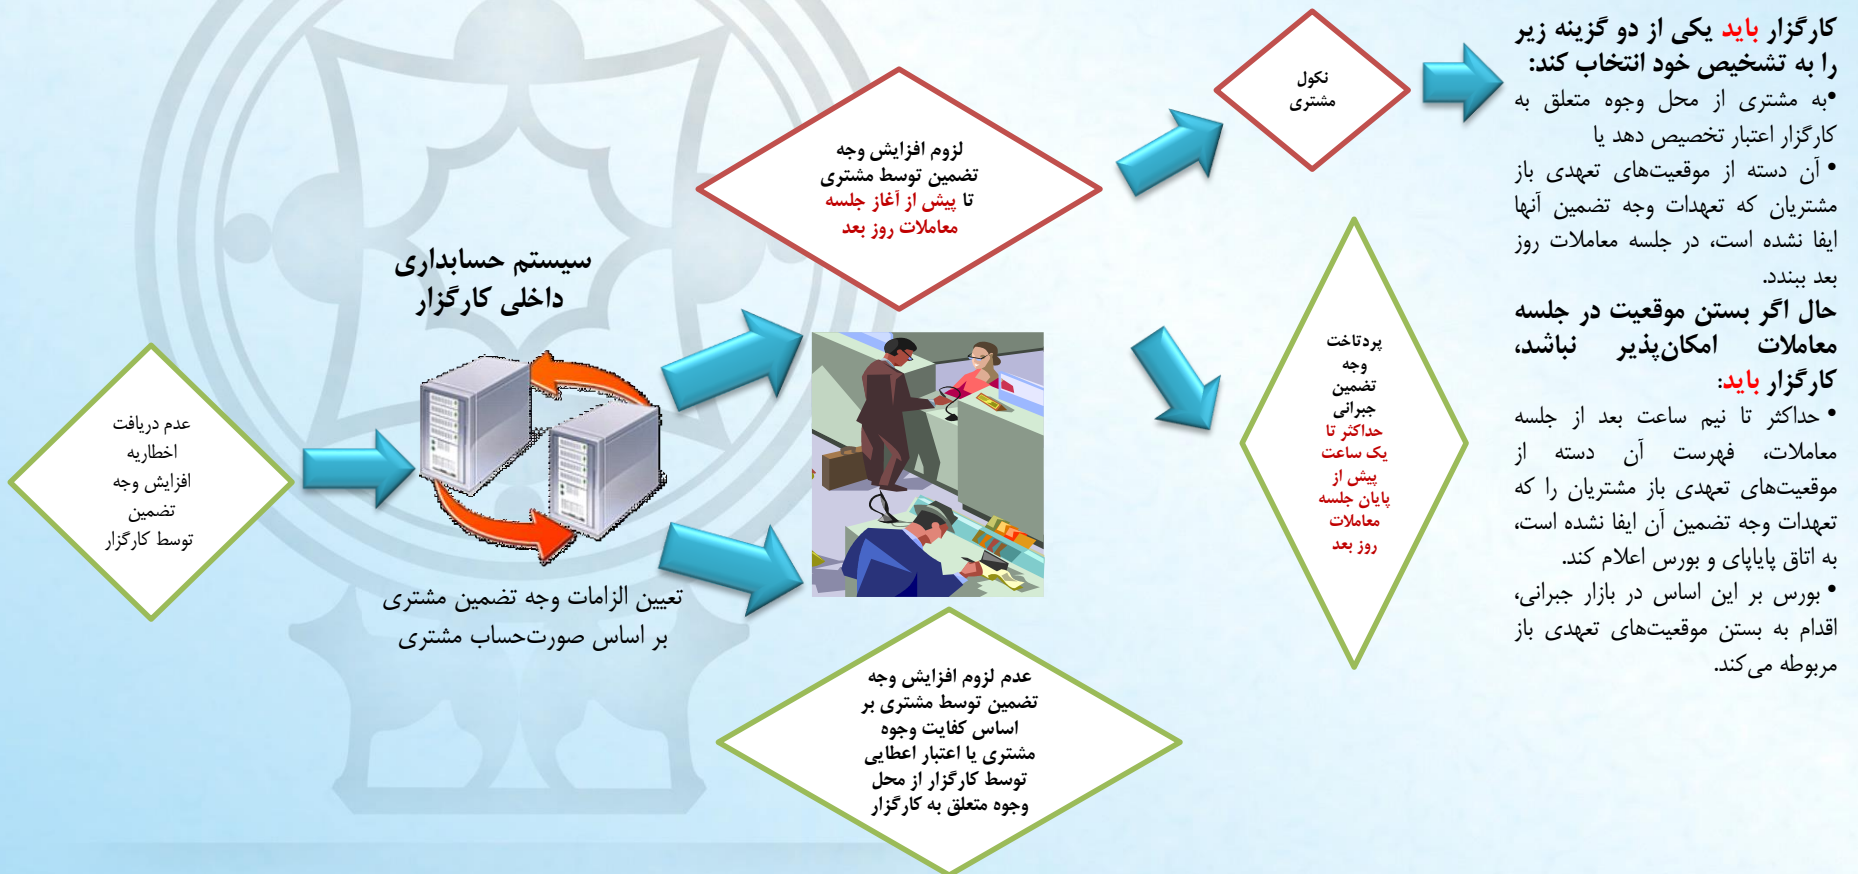 عدم دریافت
اخطاریه
افزایش وجه
تضمین
توسط کارگزار
سیستم حسابداری
داخلی کارگزار
تعیین الزامات وجه تضمین مشتری
بر اساس صورت‌حساب مشتری
لزوم افزایش وجه
تضمین توسط مشتری
تا پیش از آغاز جلسه
معاملات روز بعد
عدم لزوم افزایش وجه
تضمین توسط مشتری بر
اساس کفایت وجوه
مشتری یا اعتبار اعطایی
توسط کارگزار از محل
وجوه متعلق به کارگزار
نکول
مشتری
پردتاخت
وجه
تضمین
جبرانی
حداکثر تا
یک ساعت
پیش از
پایان جلسه
معاملات
روز بعد
کارگزار باید یکی از دو گزینه زیر
را به تشخیص خود انتخاب کند:
•به مشتری از محل وجوه متعلق به
کارگزار اعتبار تخصیص دهد یا
• آن دسته از موقعیت‌های تعهدی باز
مشتریان که تعهدات وجه تضمین آنها
ایفا نشده است، در جلسه معاملات روز
بعد ببندد.
حال اگر بستن موقعیت در جلسه
معاملات امکان‌پذیر نباشد،
کارگزار باید:
• حداکثر تا نیم ساعت بعد از جلسه
معاملات، فهرست آن دسته از
موقعیت‌های تعهدی باز مشتریان را که
تعهدات وجه تضمین آن ایفا نشده است،
به اتاق پایاپای و بورس اعلام کند.
• بورس بر این اساس در بازار جبرانی،
اقدام به بستن موقعیت‌های تعهدی باز
مربوطه می‌کند.